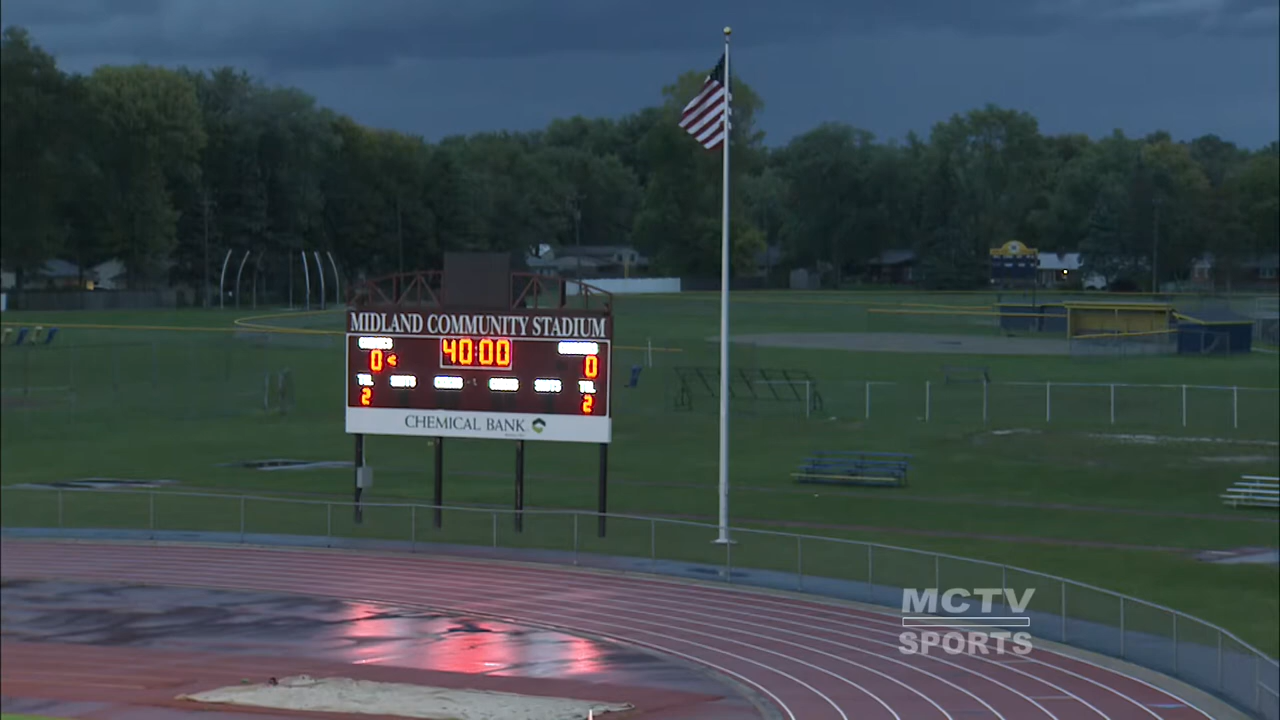 MIDLAND COMMUNITY STADIUM
40:00
0 < 0
T.O.L. T.O.L.
2 2
CHEMICAL BANK
MCTV
SPORTS